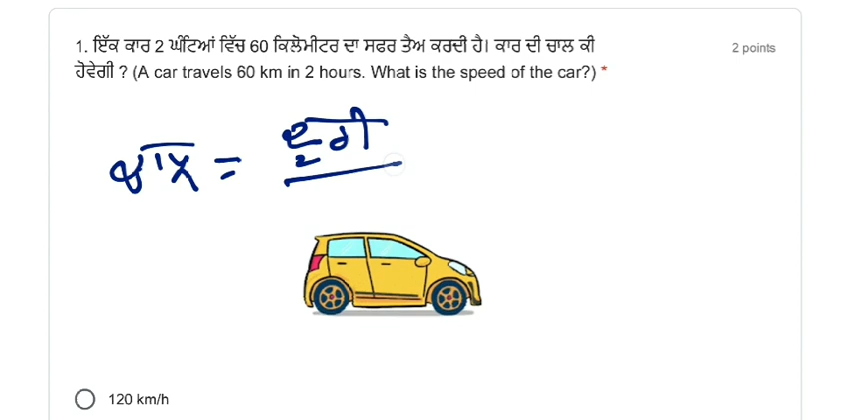 1. ਇੱਕ ਕਾਰ 2 ਘੰਟਿਆਂ ਵਿੱਚ 60 ਕਿਲੋਮੀਟਰ ਦਾ ਸਫਰ ਤੈਅ ਕਰਦੀ ਹੈ। ਕਾਰ ਦੀ ਚਾਲ ਕੀ
ਹੋਵੇਗੀ ? (A car travels 60 km in 2 hours. What is the speed of the car?) *
2 points
ਚਾਲ = ਦੂਰੀ
120 km/h